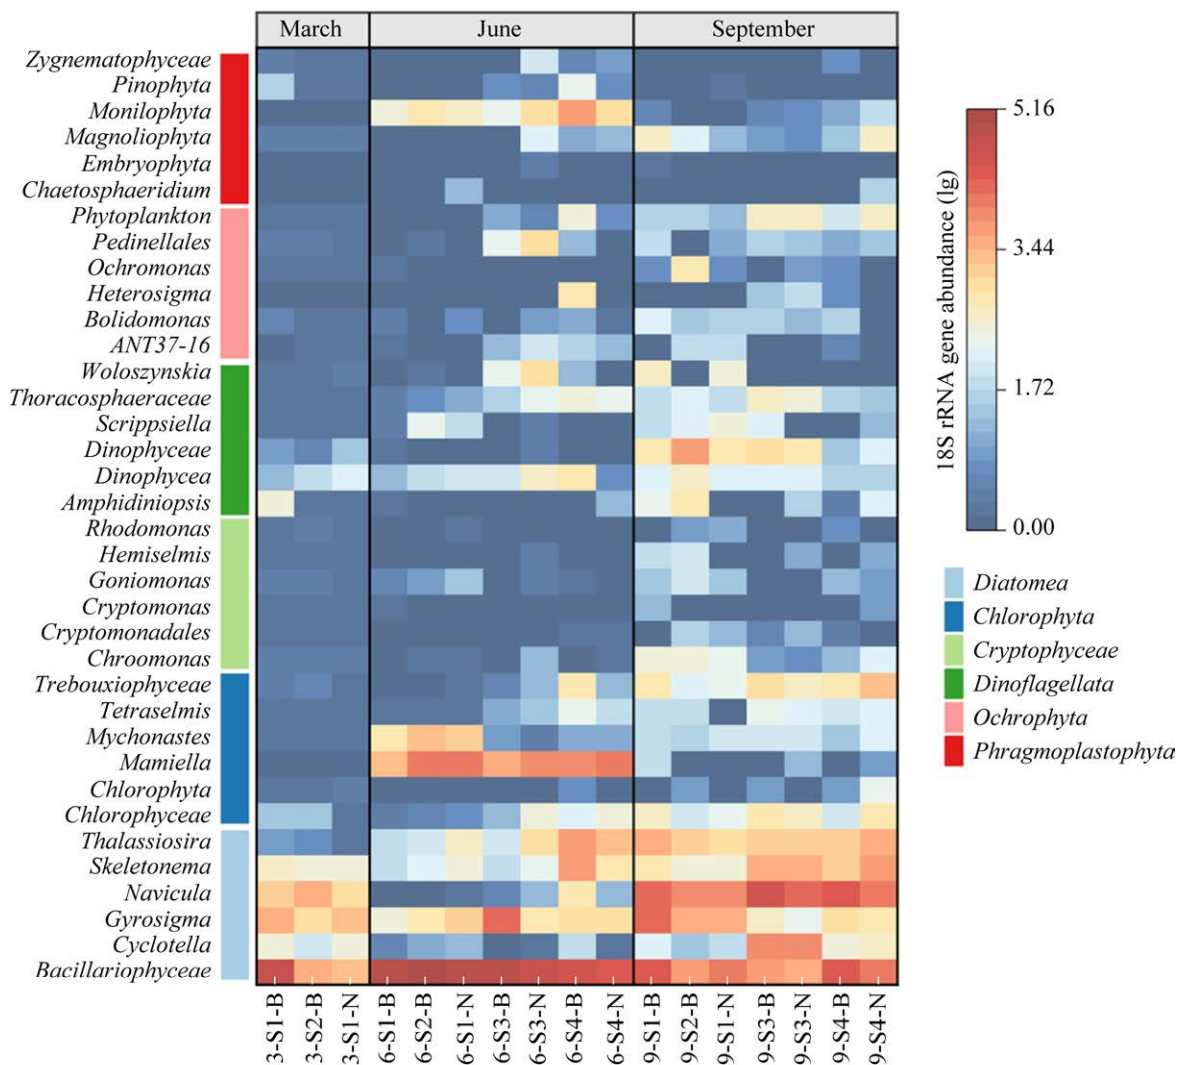 March June September
Zygnematophyceae
Pinophyta
Monilophyta
Magnoliophyta
Embryophyta
Chaetosphaeridium
Phytoplankton
Pedinellales
Ochromonas
Heterosigma
Bolidomonas
ANT37-16
Woloszynskia
Thoracosphaeraceae
Scrippsiella
Dinophyceae
Dinophycea
Amphidiniopsis
Rhodomonas
Hemiselmis
Goniomonas
Cryptomonas
Cryptomonadales
Chroomonas
Trebouxiophyceae
Tetraselmis
Mychonastes
Mamiella
Chlorophyta
Chlorophyceae
Thalassiosira
Skeletonema
Navicula
Gyrosigma
Cyclotella
Bacillariophyceae
3-S1-B
3-S2-B
3-S1-N
6-S1-B
6-S2-B
6-S1-N
6-S3-B
6-S3-N
6-S4-B
6-S4-N
9-S1-B
9-S2-B
9-S1-N
9-S3-B
9-S3-N
9-S4-B
9-S4-N
5.16
3.44
1.72
0.00
18S rRNA gene abundance (lg)
Diatomea
Chlorophyta
Cryptophyceae
Dinoflagellata
Ochrophyta
Phragmoplastophyta